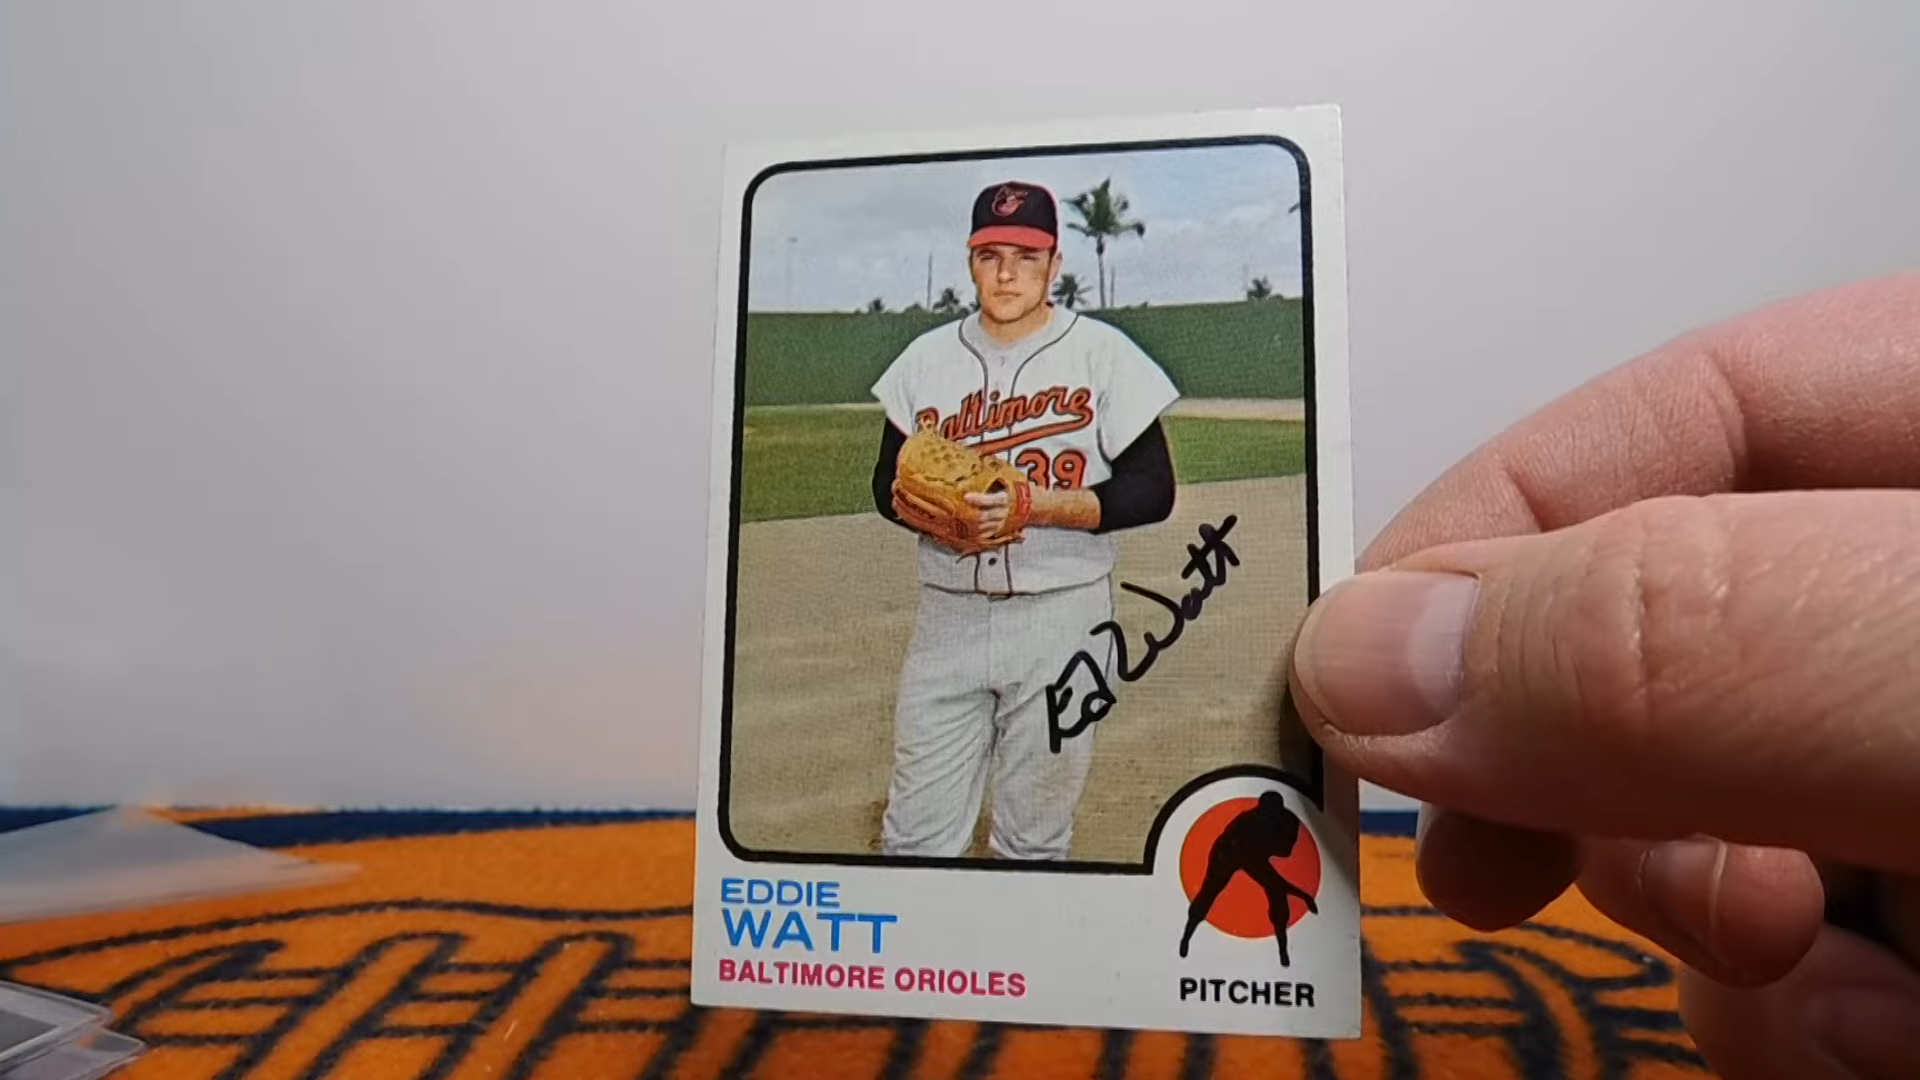 Baltimore
39
Ed Watt
EDDIE
WATT
BALTIMORE ORIOLES
PITCHER